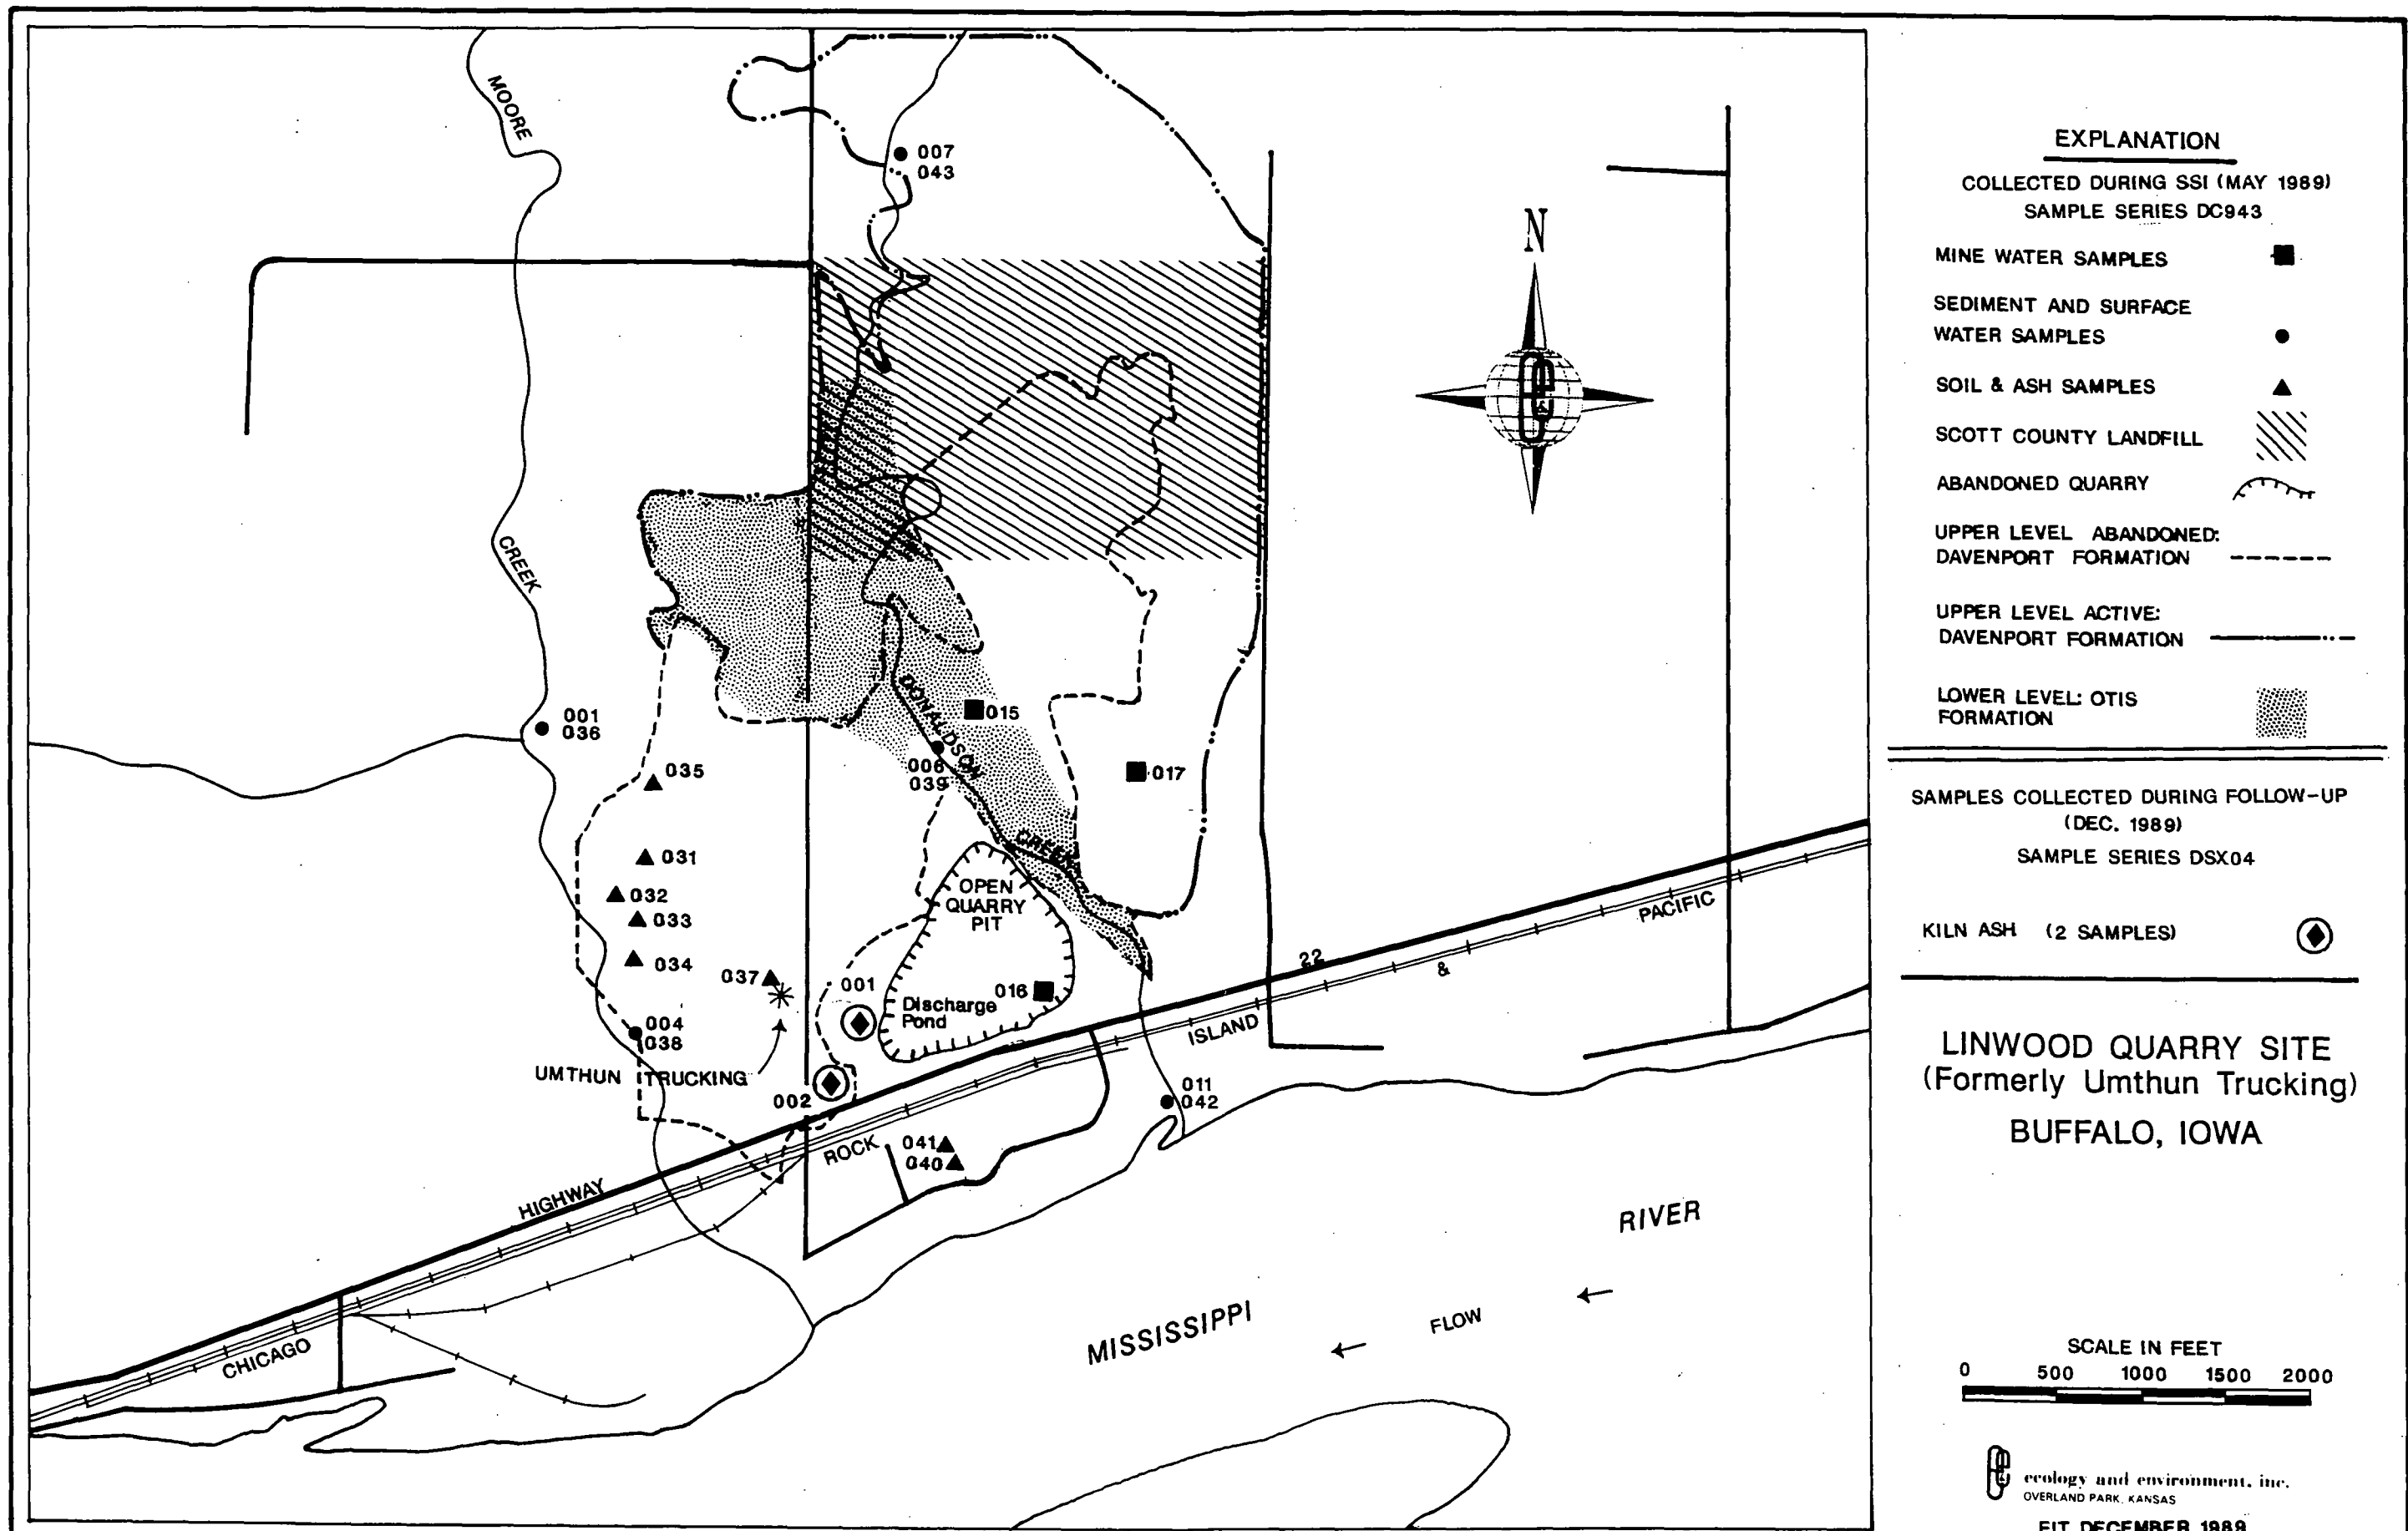 MOORE
CREEK
007
043
001
036
035
031
032
033
034
037
004
038
UMTHUN TRUCKING
DONALDSON
CREEK
015
006
039
017
OPEN
QUARRY
PIT
016
Discharge
Pond
001
002
011
042
041
040
HIGHWAY
22
CHICAGO
ROCK
ISLAND
&
PACIFIC
MISSISSIPPI
RIVER
FLOW
N
EXPLANATION
COLLECTED DURING SSI (MAY 1989)
SAMPLE SERIES DC943
MINE WATER SAMPLES
SEDIMENT AND SURFACE
WATER SAMPLES
SOIL & ASH SAMPLES
SCOTT COUNTY LANDFILL
ABANDONED QUARRY
UPPER LEVEL ABANDONED:
DAVENPORT FORMATION
UPPER LEVEL ACTIVE:
DAVENPORT FORMATION
LOWER LEVEL: OTIS
FORMATION
SAMPLES COLLECTED DURING FOLLOW-UP
(DEC. 1989)
SAMPLE SERIES DSX04
KILN ASH (2 SAMPLES)
LINWOOD QUARRY SITE
(Formerly Umthun Trucking)
BUFFALO, IOWA
SCALE IN FEET
0 500 1000 1500 2000
ecology and environment, inc.
OVERLAND PARK, KANSAS
FIT DECEMBER 1989